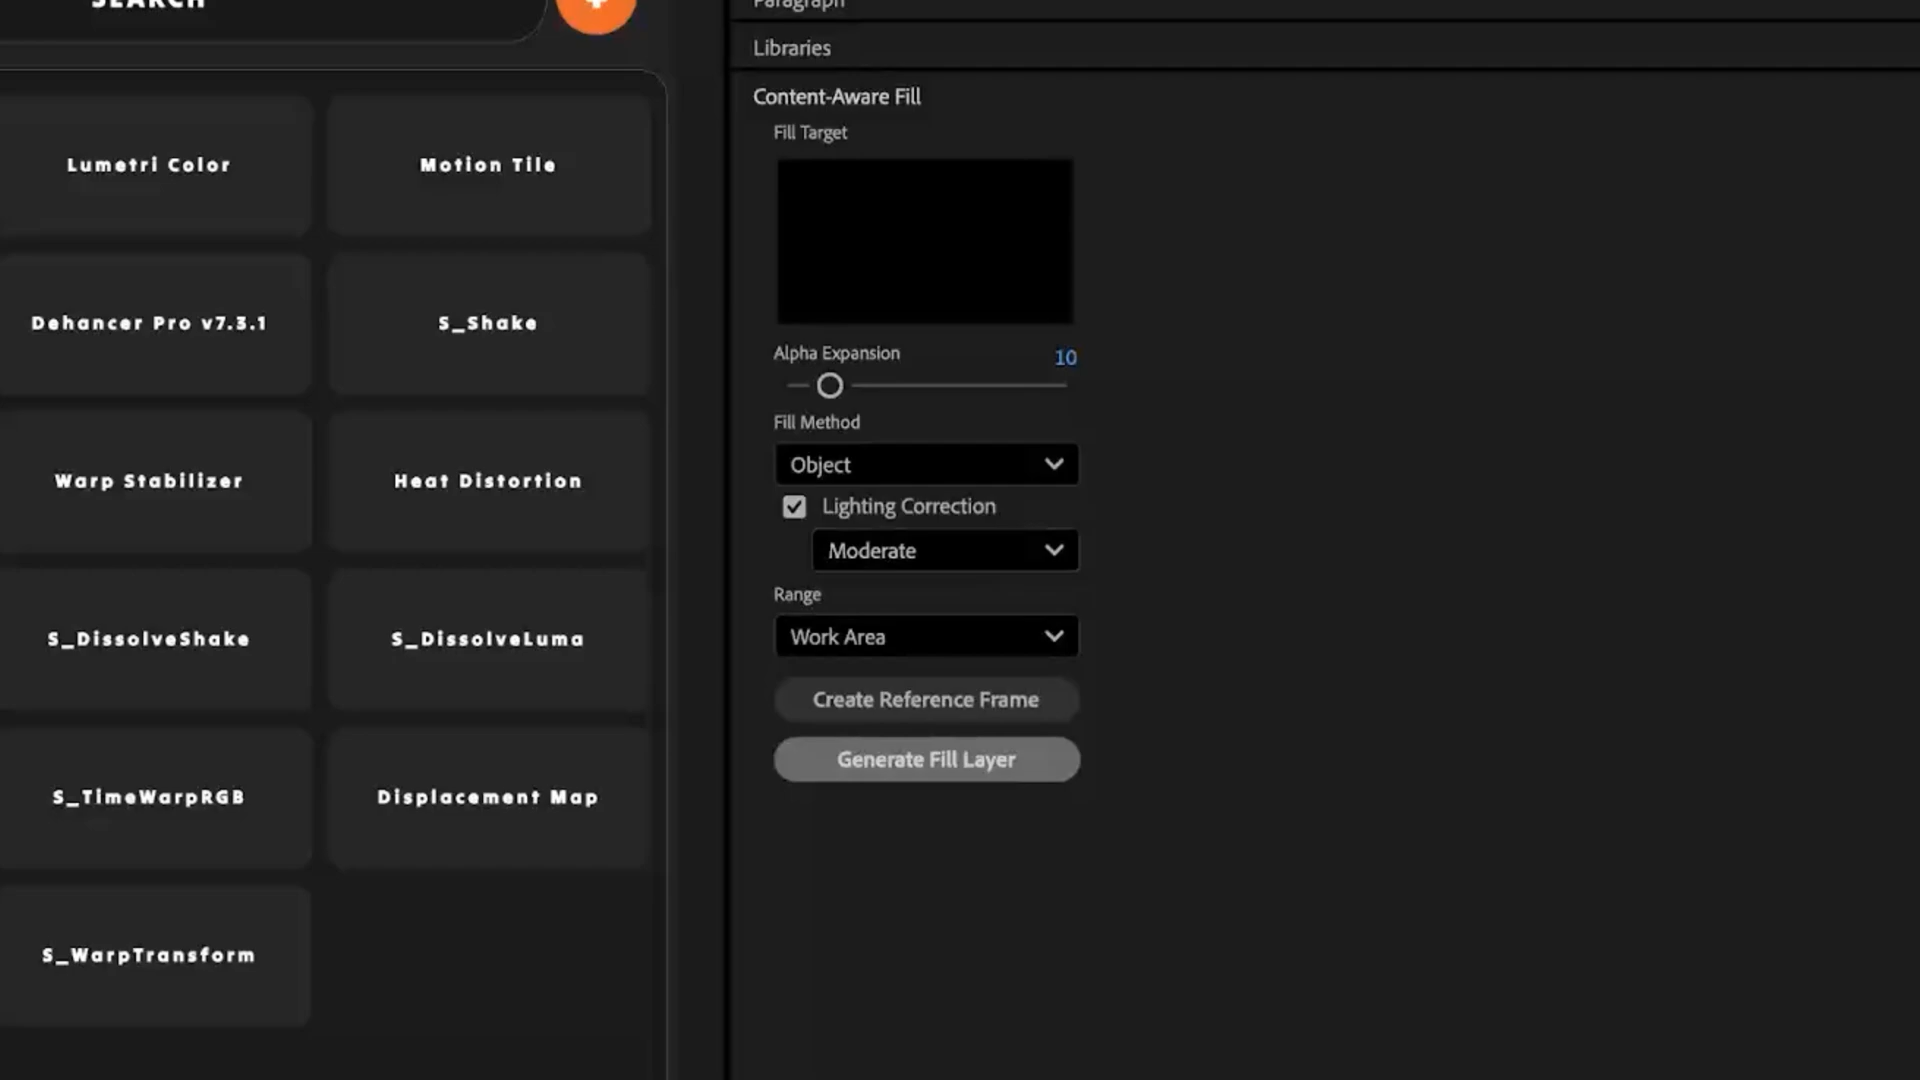 SEARCH
Lumetri Color
Motion Tile
Dehancer Pro v7.3.1
S_Shake
Warp Stabilizer
Heat Distortion
S_DissolveShake
S_DissolveLuma
S_TimeWarpRGB
Displacement Map
S_WarpTransform
Paragraph
Libraries
Content-Aware Fill
Fill Target
Alpha Expansion
10
Fill Method
Object
Lighting Correction
Moderate
Range
Work Area
Create Reference Frame
Generate Fill Layer